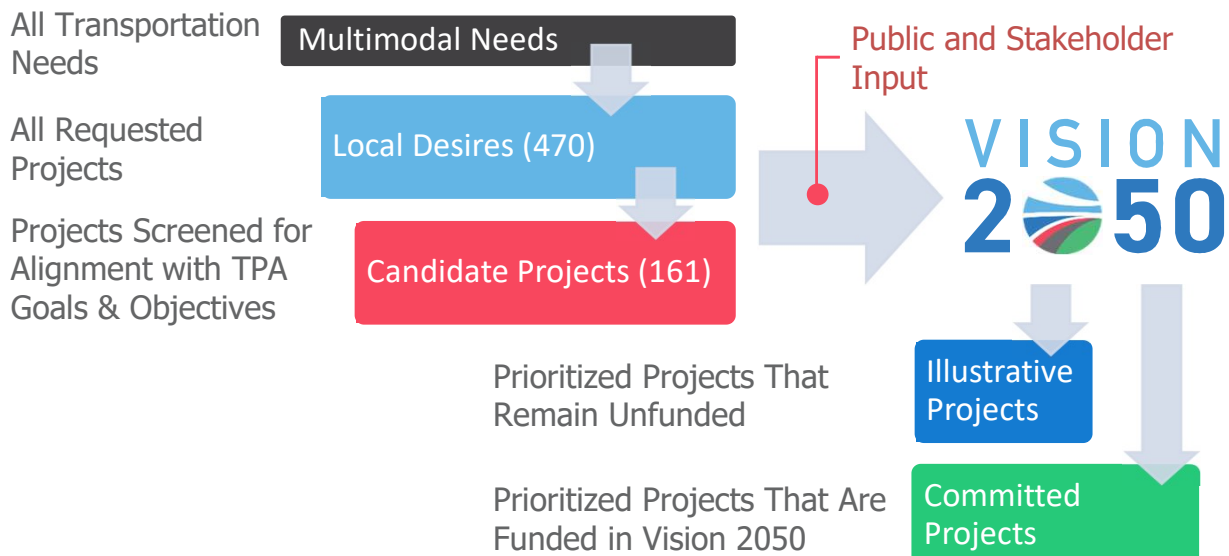 All Transportation
Needs
Multimodal Needs
Public and Stakeholder
Input
All Requested
Projects
Local Desires (470)
VISION
2050
Projects Screened for
Alignment with TPA
Goals & Objectives
Candidate Projects (161)
Prioritized Projects That
Remain Unfunded
Illustrative
Projects
Prioritized Projects That Are
Funded in Vision 2050
Committed
Projects